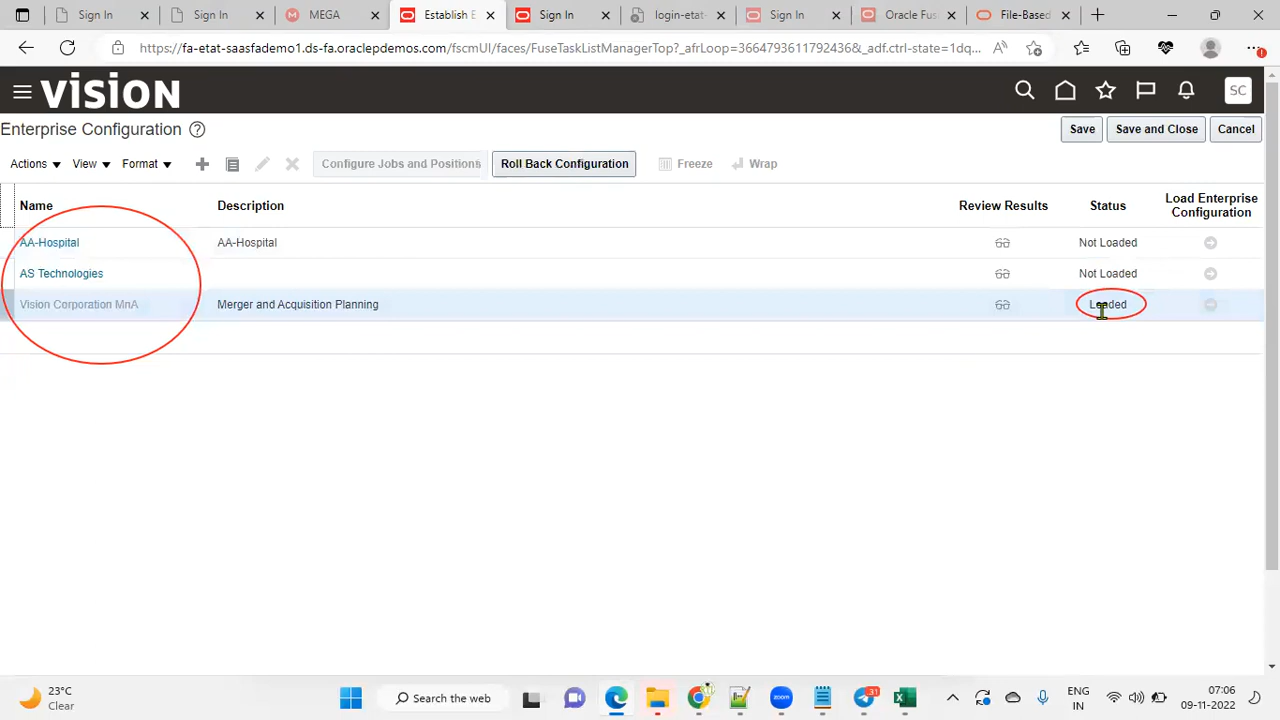 Sign In
Sign In
MEGA
Establish E
Sign In
login-etat-
Sign In
Oracle Fus
File-Based
https://fa-etat-saasfademo1.ds-fa.oraclepdemos.com/fscmUI/faces/FuseTaskListManagerTop?_afrLoop=3664793611732436&_adf.ctrl-state=1dq...
VISION
SC
Enterprise Configuration
Save
Save and Close
Cancel
Actions
View
Format
Configure Jobs and Positions
Roll Back Configuration
Freeze
Wrap
Name
Description
Review Results
Status
Load Enterprise
Configuration
AA-Hospital
AA-Hospital
Not Loaded
AS Technologies
Not Loaded
Vision Corporation MnA
Merger and Acquisition Planning
Loaded
23°C
Clear
Search the web
31
ENG
IN
07:06
09-11-2022